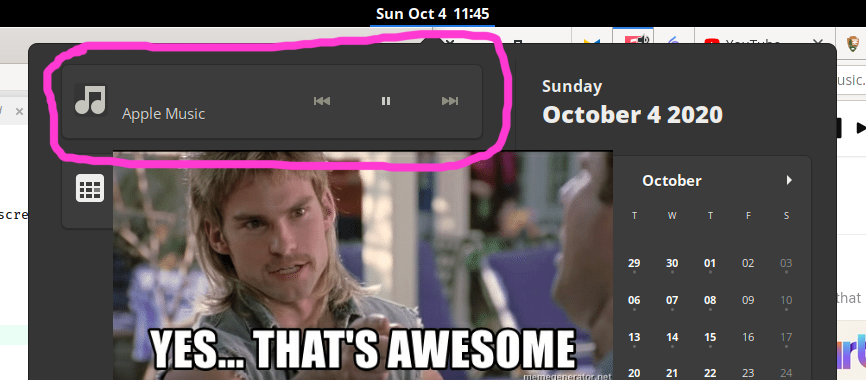 Sun Oct 4 11:45
YouTube
usic.
Apple Music
Sunday
October 4 2020
October
T W T F S
scre
29 30 01 02 03
06 07 08 09 10
that
13 14 15 16 17
20 21 22 23 24
YES... THAT'S AWESOME
memegenerator.net